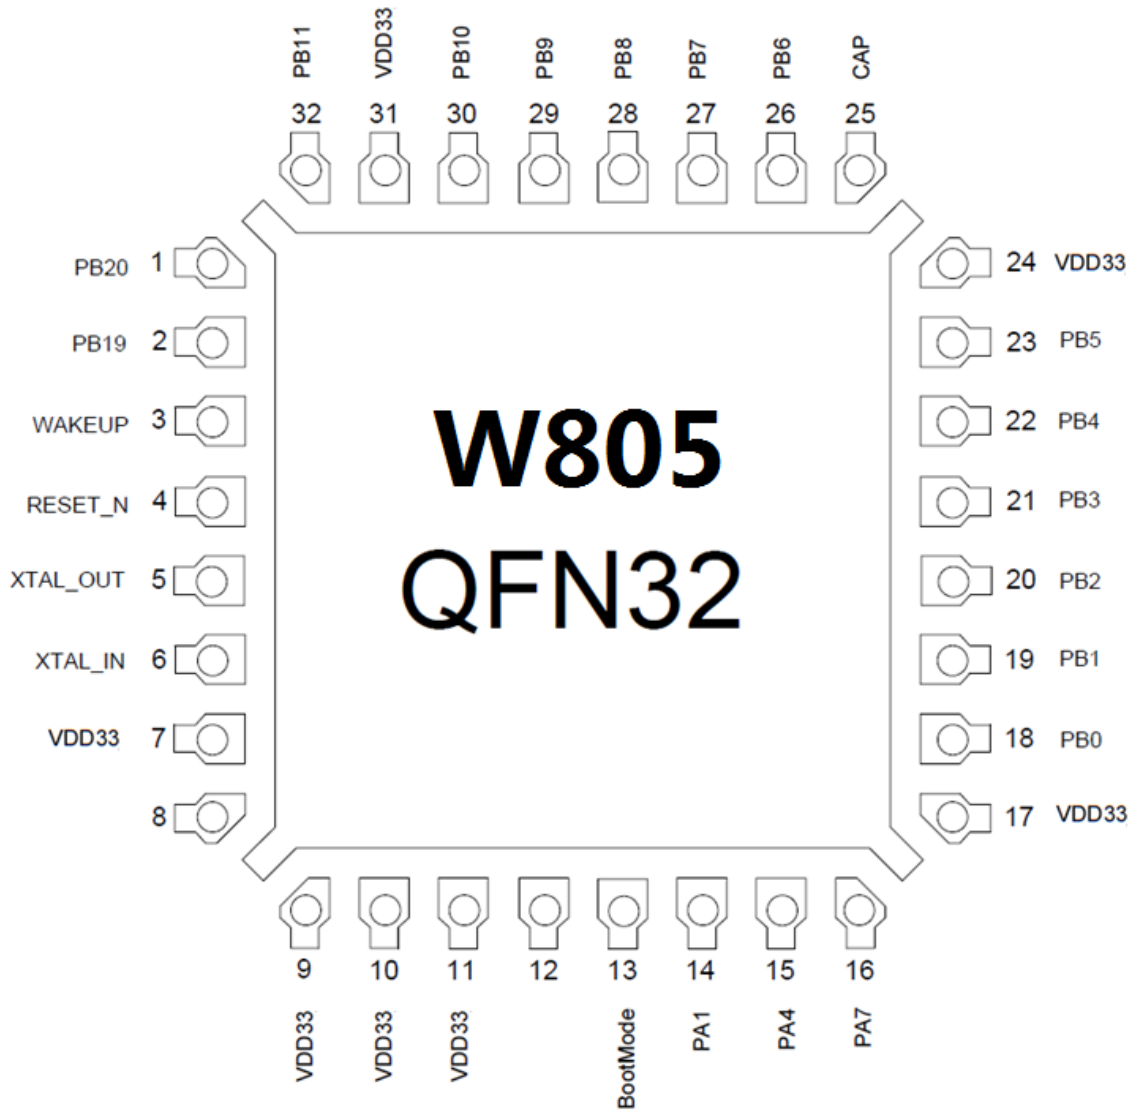 PB11 VDD33 PB10 PB9 PB8 PB7 PB6 CAP
32 31 30 29 28 27 26 25
PB20 1
PB19 2
WAKEUP 3
RESET_N 4
XTAL_OUT 5
XTAL_IN 6
VDD33 7
8
W805
QFN32
24 VDD33
23 PB5
22 PB4
21 PB3
20 PB2
19 PB1
18 PB0
17 VDD33
9 10 11 12 13 14 15 16
VDD33 VDD33 VDD33 BootMode PA1 PA4 PA7